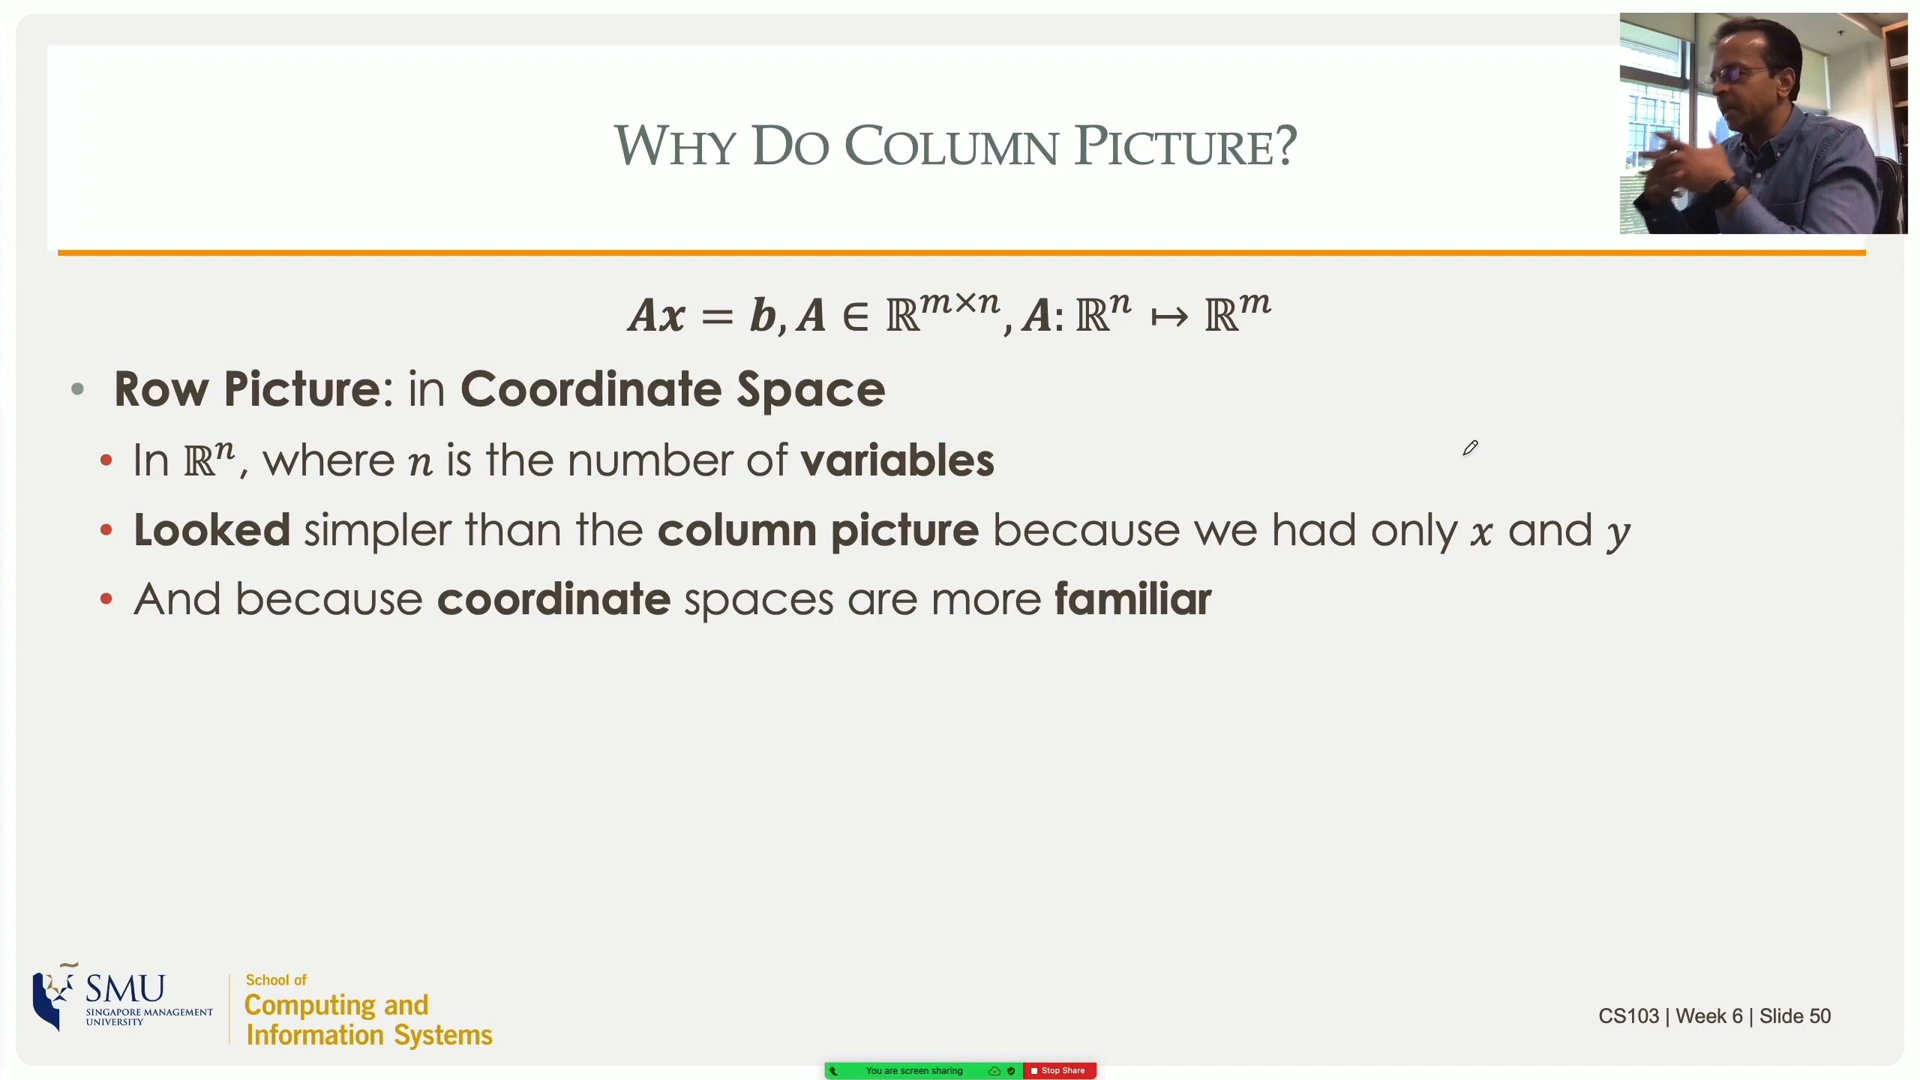 WHY DO COLUMN PICTURE?
Ax = b, A ∈ ℝᵐˣⁿ, A: ℝⁿ ↦ ℝᵐ
• Row Picture: in Coordinate Space
• In ℝⁿ, where n is the number of variables
• Looked simpler than the column picture because we had only x and y
• And because coordinate spaces are more familiar
SMU
SINGAPORE MANAGEMENT
UNIVERSITY
School of
Computing and
Information Systems
CS103 | Week 6 | Slide 50
You are screen sharing
Stop Share